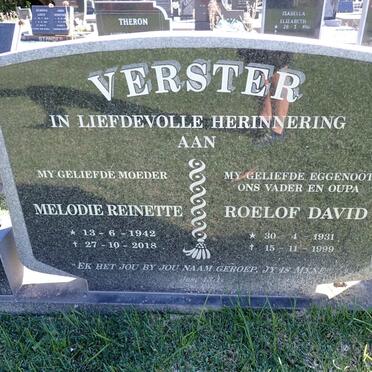 THERON
ISABELLA
ELIZABETH
VERSTER
IN LIEFDEVOLLE HERINNERING
AAN
MY GELIEFDE MOEDER
MELODIE REINETTE
★ 13 - 6 - 1942
✝ 27 - 10 - 2018
MY GELIEFDE EGGENOOT
ONS VADER EN OUPA
ROELOF DAVID
★ 30 - 4 - 1931
✝ 15 - 11 - 1999
"EK HET JOU BY JOU NAAM GEROEP, JY IS MYNE"